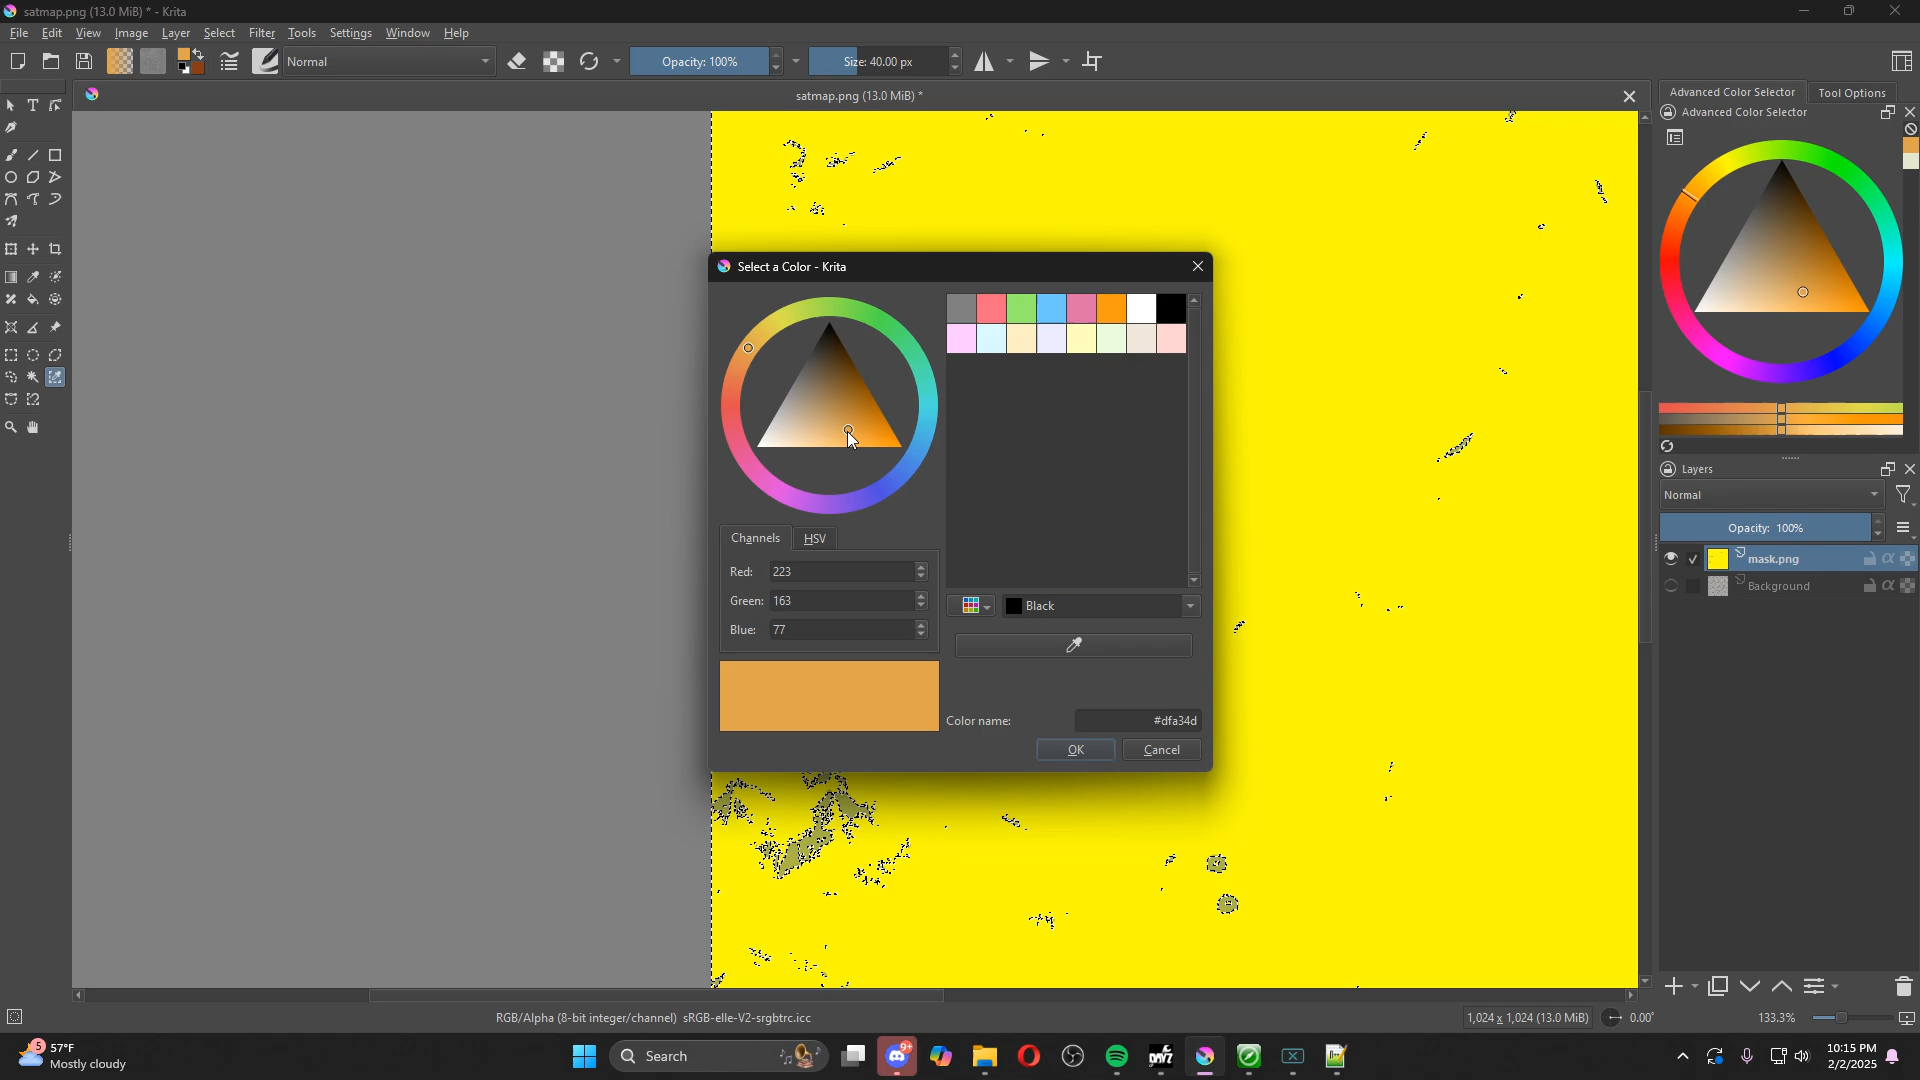 satmap.png (13.0 MiB) * - Krita
File Edit View Image Layer Select Filter Tools Settings Window Help
Normal
Opacity: 100%
Size: 40.00 px
satmap.png (13.0 MiB) *
Advanced Color Selector
Tool Options
Advanced Color Selector
Select a Color - Krita
Layers
Normal
Opacity: 100%
Channels
HSV
mask.png
Red: 223
Background
Green: 163
Black
Blue: 77
Color name: #dfa34d
OK
Cancel
RGB/Alpha (8-bit integer/channel) sRGB-elle-V2-srgbtrc.icc
1,024 x 1,024 (13.0 MiB)
0.00°
133.3%
5
57°F
Mostly cloudy
Search
9+
DAYZ
10:15 PM
2/2/2025